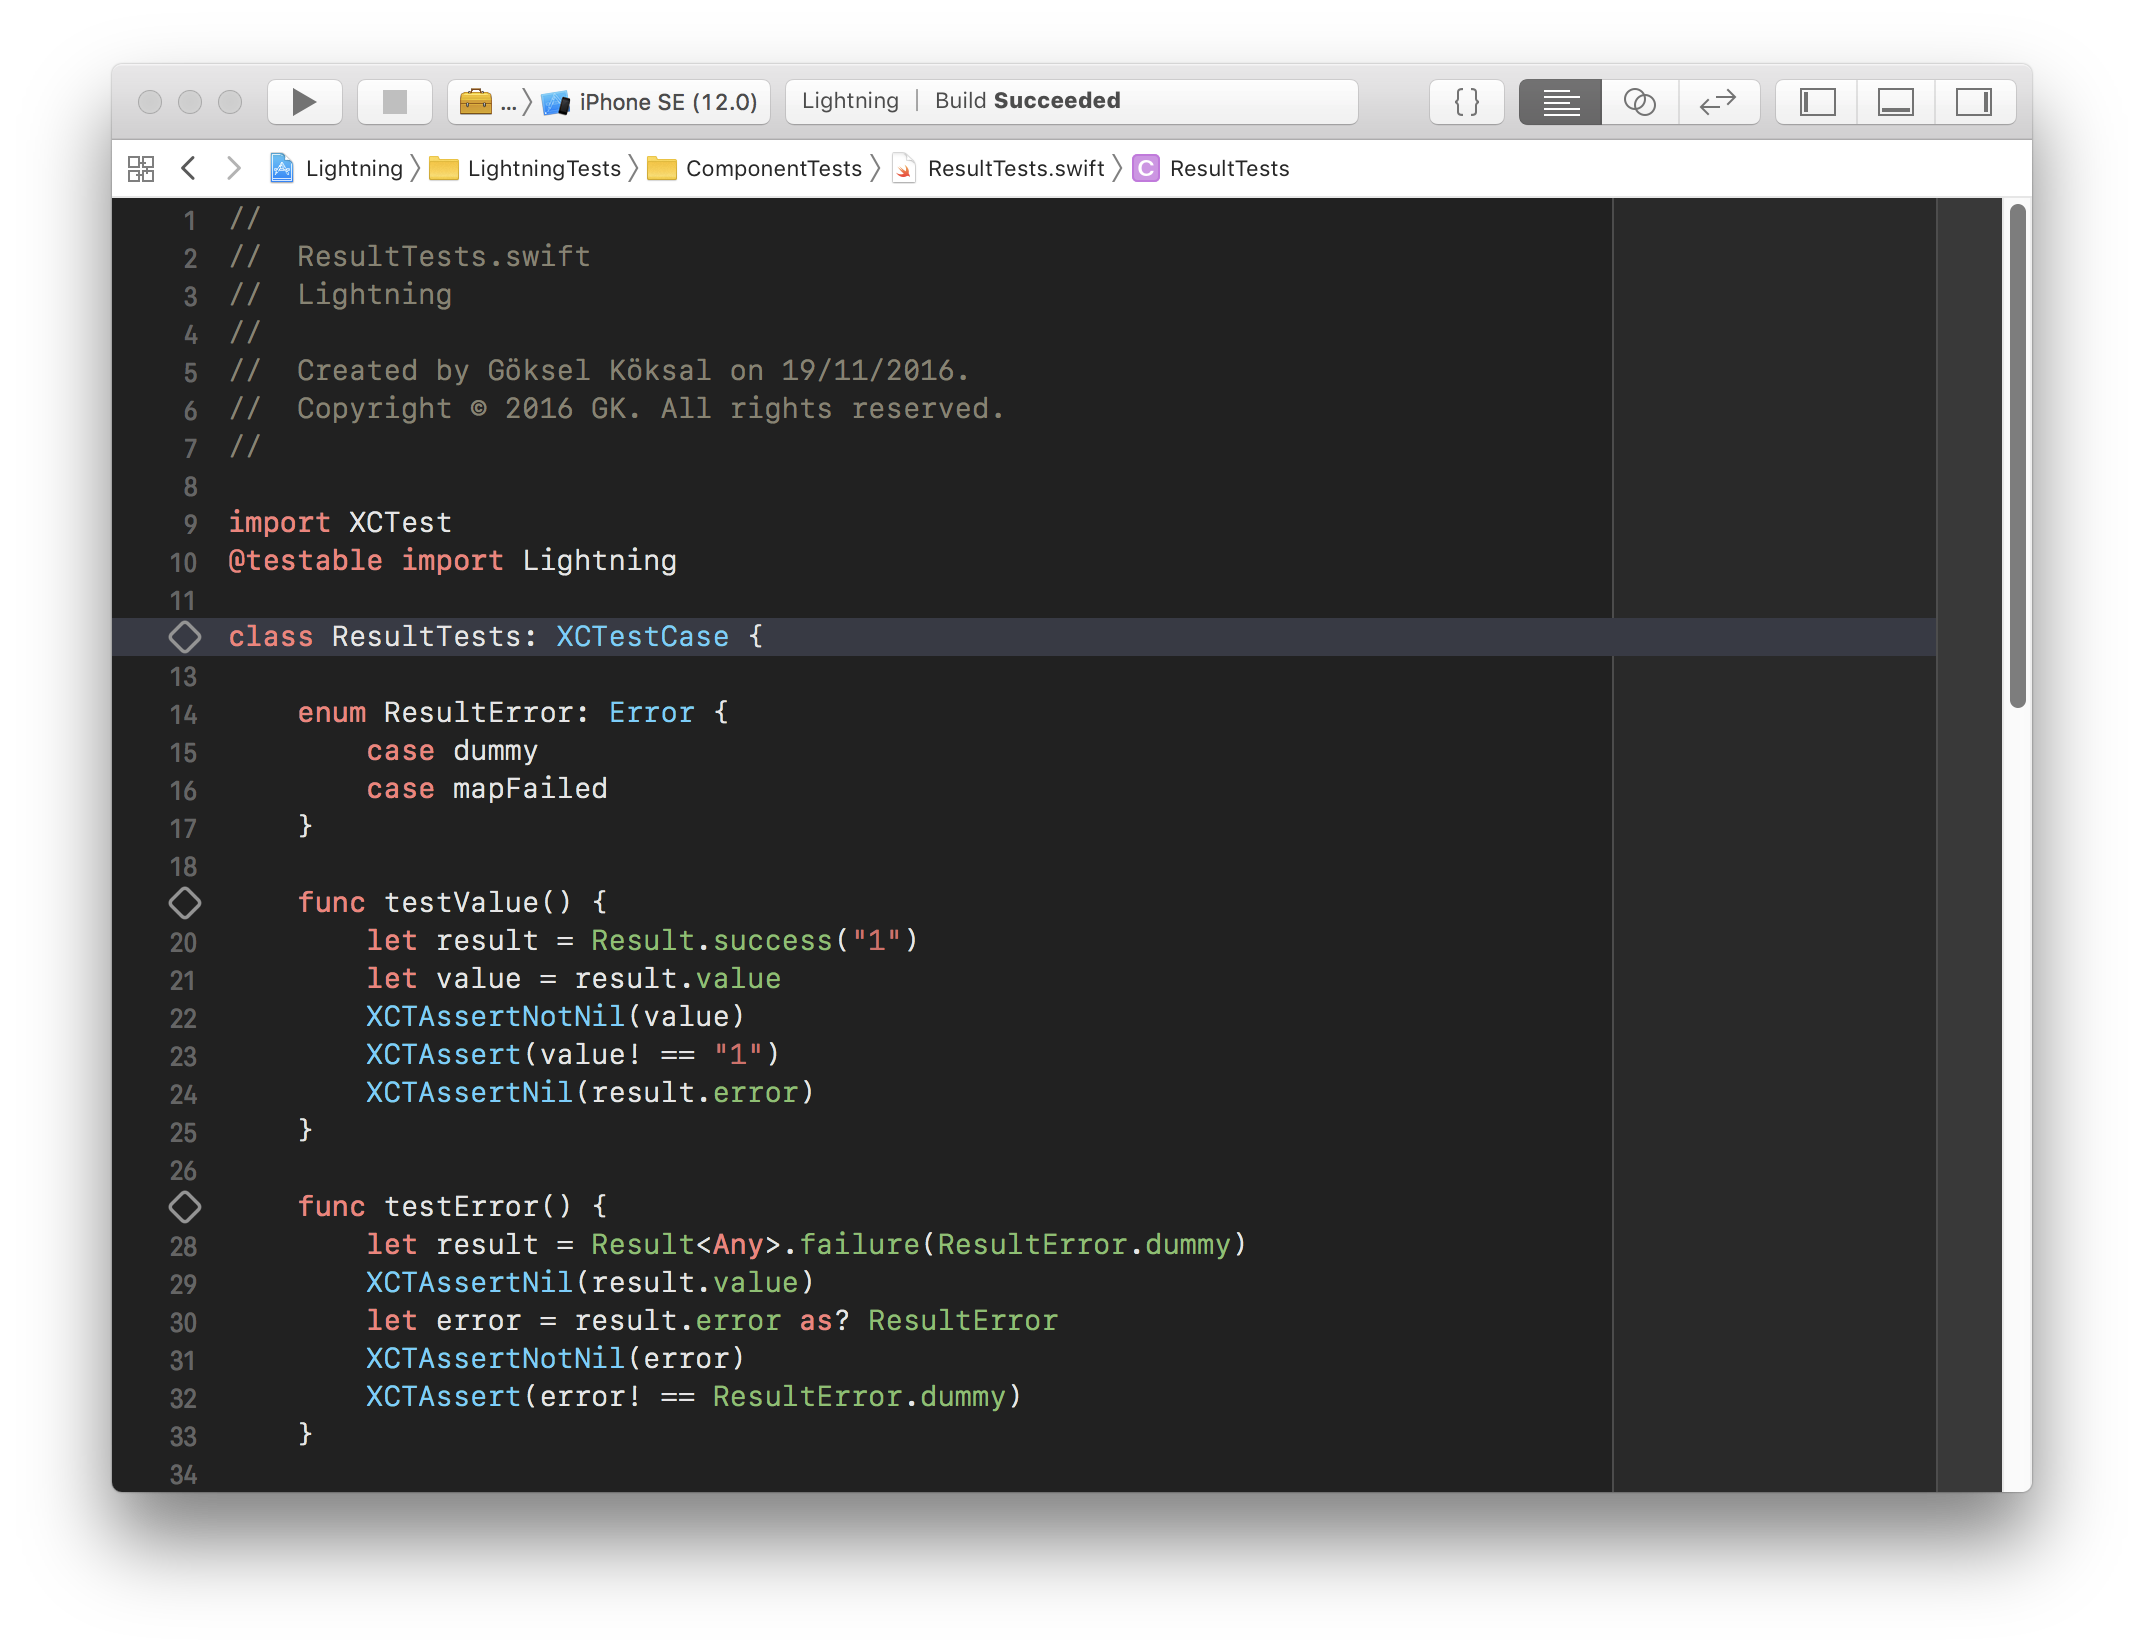 ... iPhone SE (12.0) Lightning | Build Succeeded { }
Lightning LightningTests ComponentTests ResultTests.swift C ResultTests
1 //
2 //  ResultTests.swift
3 //  Lightning
4 //
5 //  Created by Göksel Köksal on 19/11/2016.
6 //  Copyright © 2016 GK. All rights reserved.
7 //
8
9 import XCTest
10 @testable import Lightning
11
class ResultTests: XCTestCase {
13
14     enum ResultError: Error {
15         case dummy
16         case mapFailed
17     }
18
    func testValue() {
20         let result = Result.success("1")
21         let value = result.value
22         XCTAssertNotNil(value)
23         XCTAssert(value! == "1")
24         XCTAssertNil(result.error)
25     }
26
    func testError() {
28         let result = Result<Any>.failure(ResultError.dummy)
29         XCTAssertNil(result.value)
30         let error = result.error as? ResultError
31         XCTAssertNotNil(error)
32         XCTAssert(error! == ResultError.dummy)
33     }
34